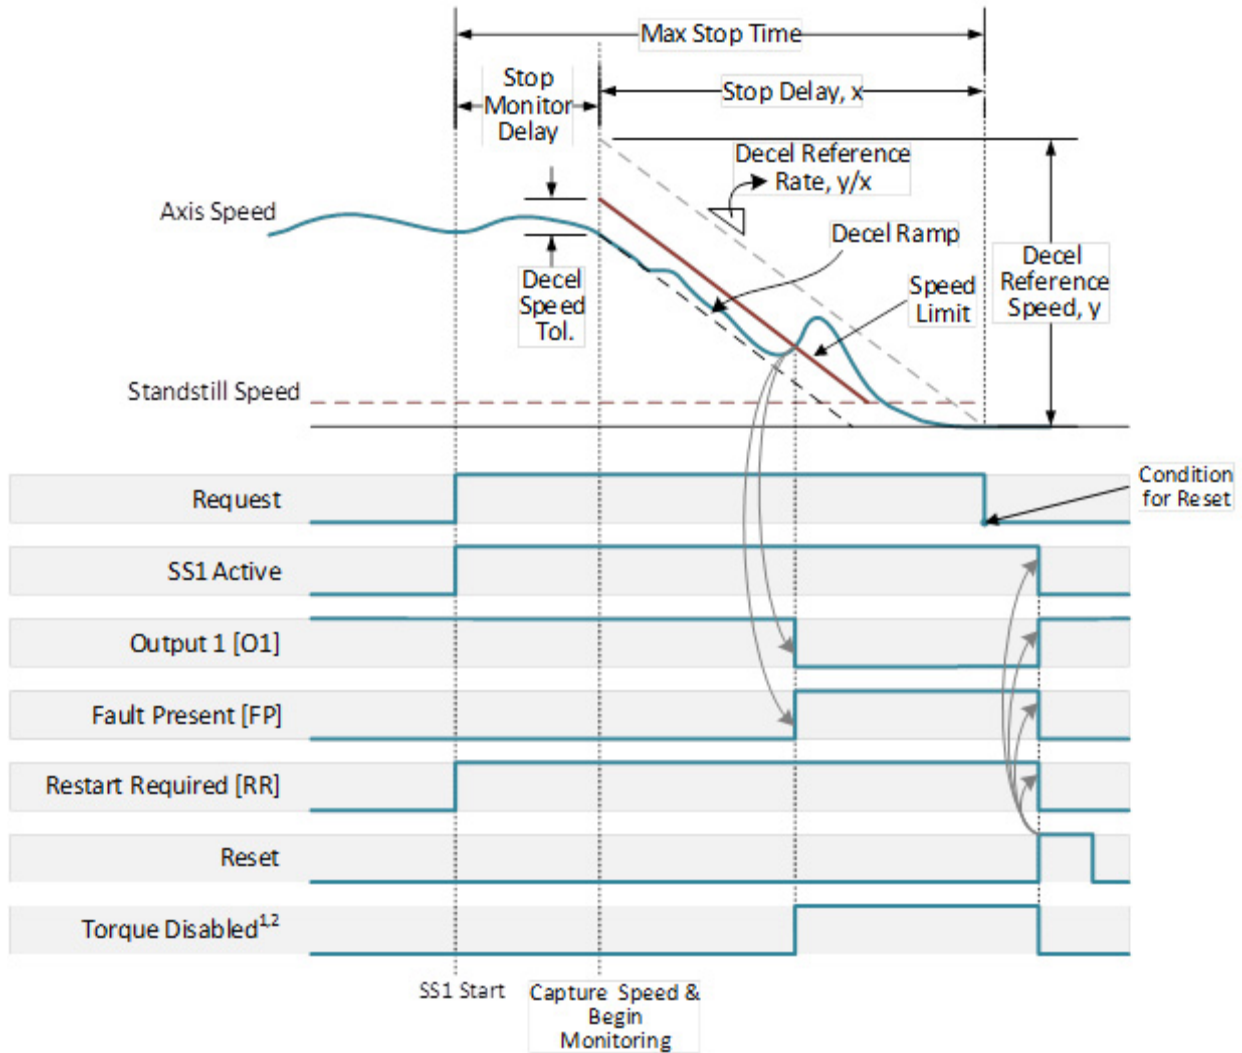 Max Stop Time
Stop
Monitor
Delay
Stop Delay, x
Decel Reference
Rate, y/x
Axis Speed
Decel Ramp
Decel
Speed
Tol.
Speed
Limit
Decel
Reference
Speed, y
Standstill Speed
Request
Condition
for Reset
SS1 Active
Output 1 [O1]
Fault Present [FP]
Restart Required [RR]
Reset
Torque Disabled1,2
SS1 Start
Capture Speed &
Begin
Monitoring